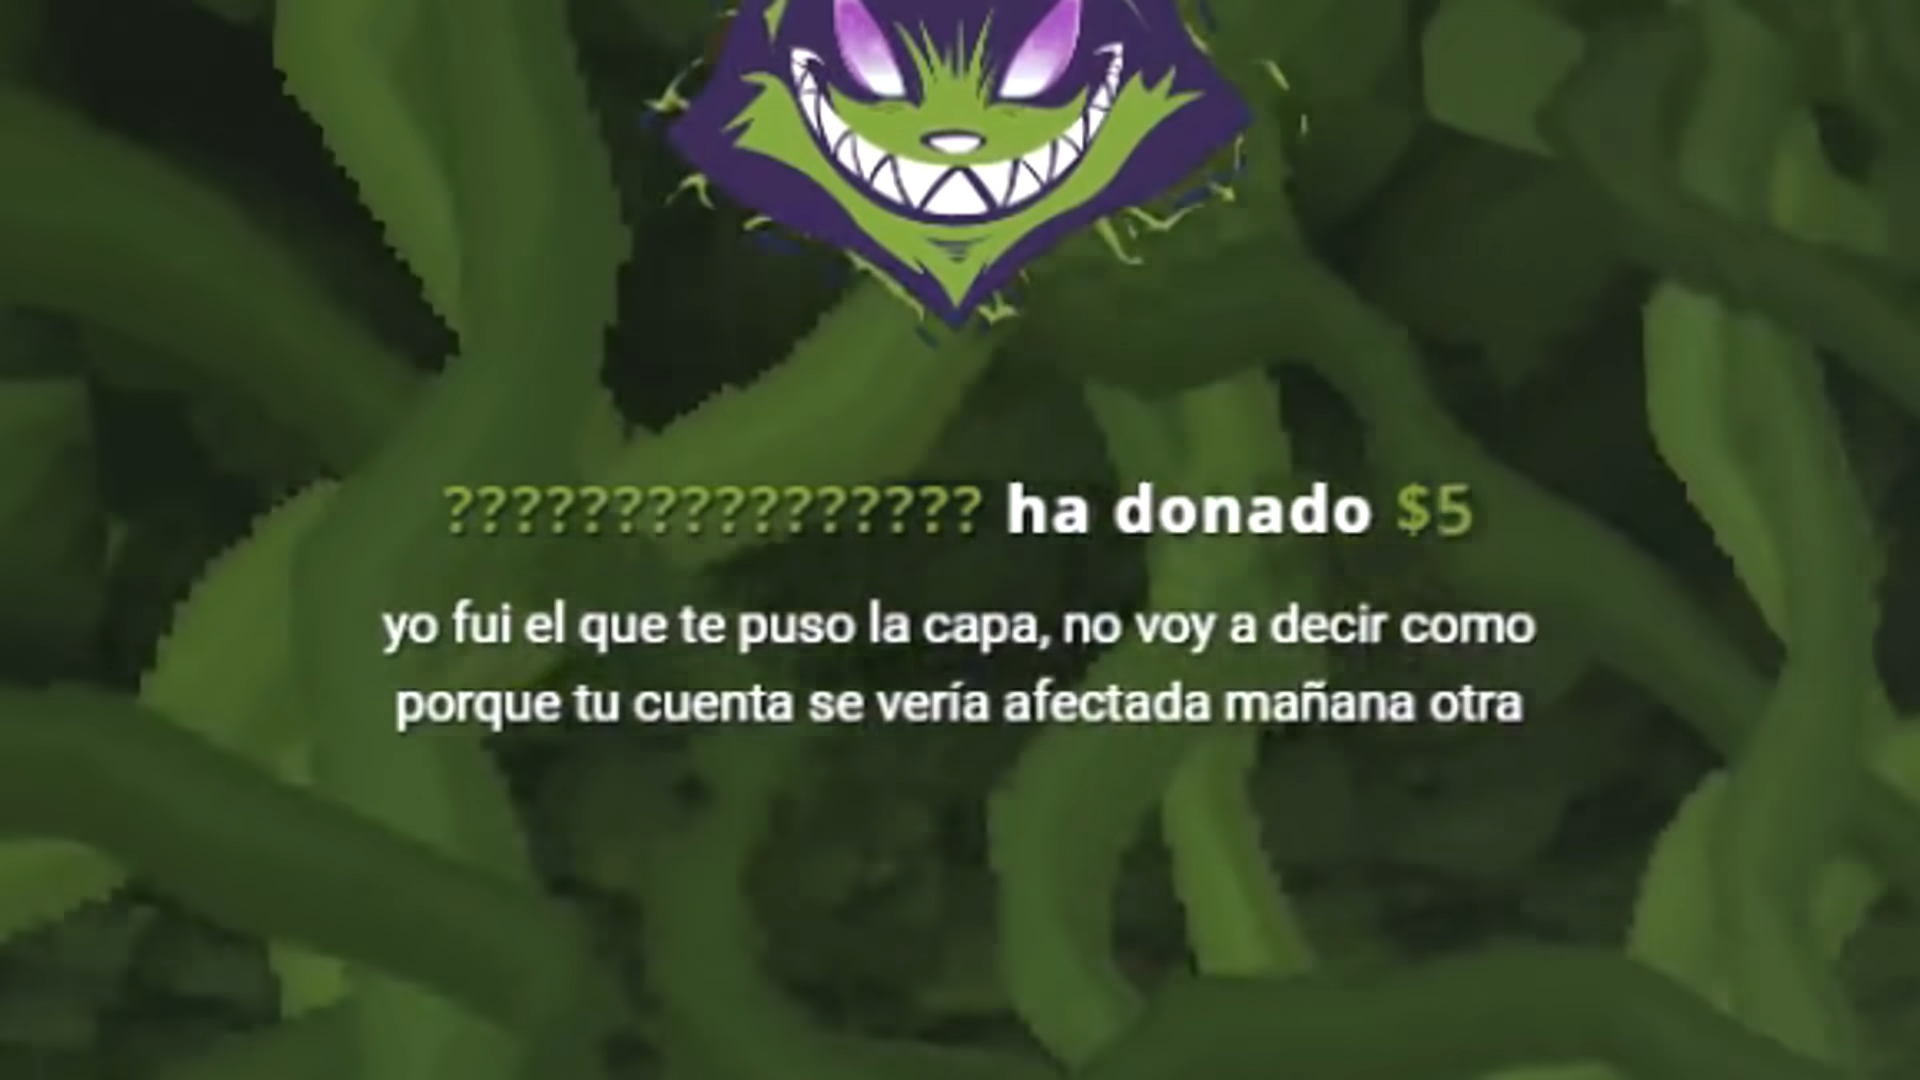 ???????????????? ha donado $5
yo fui el que te puso la capa, no voy a decir como
porque tu cuenta se vería afectada mañana otra